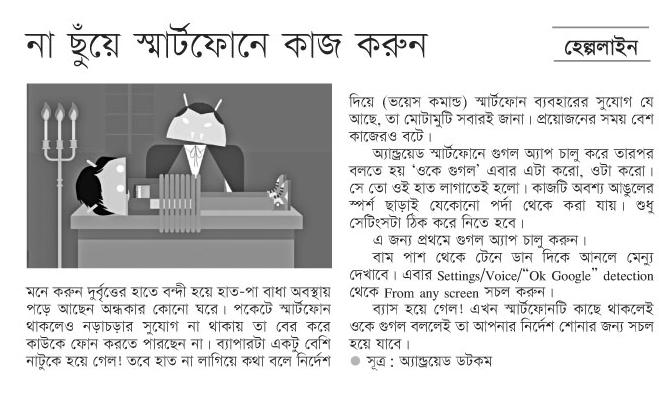 না ছুঁয়ে স্মার্টফোনে কাজ করুন
হেল্পলাইন
মনে করুন দুর্বৃত্তের হাতে বন্দী হয়ে হাত-পা বাধা অবস্থায়
পড়ে আছেন অন্ধকার কোনো ঘরে। পকেটে স্মার্টফোন
থাকলেও নড়াচড়ার সুযোগ না থাকায় তা বের করে
কাউকে ফোন করতে পারছেন না। ব্যাপারটা একটু বেশি
নাটুকে হয়ে গেল! তবে হাত না লাগিয়ে কথা বলে নির্দেশ
দিয়ে (ভয়েস কমান্ড) স্মার্টফোন ব্যবহারের সুযোগ যে
আছে, তা মোটামুটি সবারই জানা। প্রয়োজনের সময় বেশ
কাজেরও বটে।
অ্যান্ড্রয়েড স্মার্টফোনে গুগল অ্যাপ চালু করে তারপর
বলতে হয় ‘ওকে গুগল’ এবার এটা করো, ওটা করো।
সে তো ওই হাত লাগাতেই হলো। কাজটি অবশ্য আঙুলের
স্পর্শ ছাড়াই যেকোনো পর্দা থেকে করা যায়। শুধু
সেটিংসটা ঠিক করে নিতে হবে।
এ জন্য প্রথমে গুগল অ্যাপ চালু করুন।
বাম পাশ থেকে টেনে ডান দিকে আনলে মেন্যু
দেখাবে। এবার Settings/Voice/“Ok Google” detection
থেকে From any screen সচল করুন।
ব্যাস হয়ে গেল! এখন স্মার্টফোনটি কাছে থাকলেই
ওকে গুগল বললেই তা আপনার নির্দেশ শোনার জন্য সচল
হয়ে যাবে।
● সূত্র : অ্যান্ড্রয়েড ডটকম